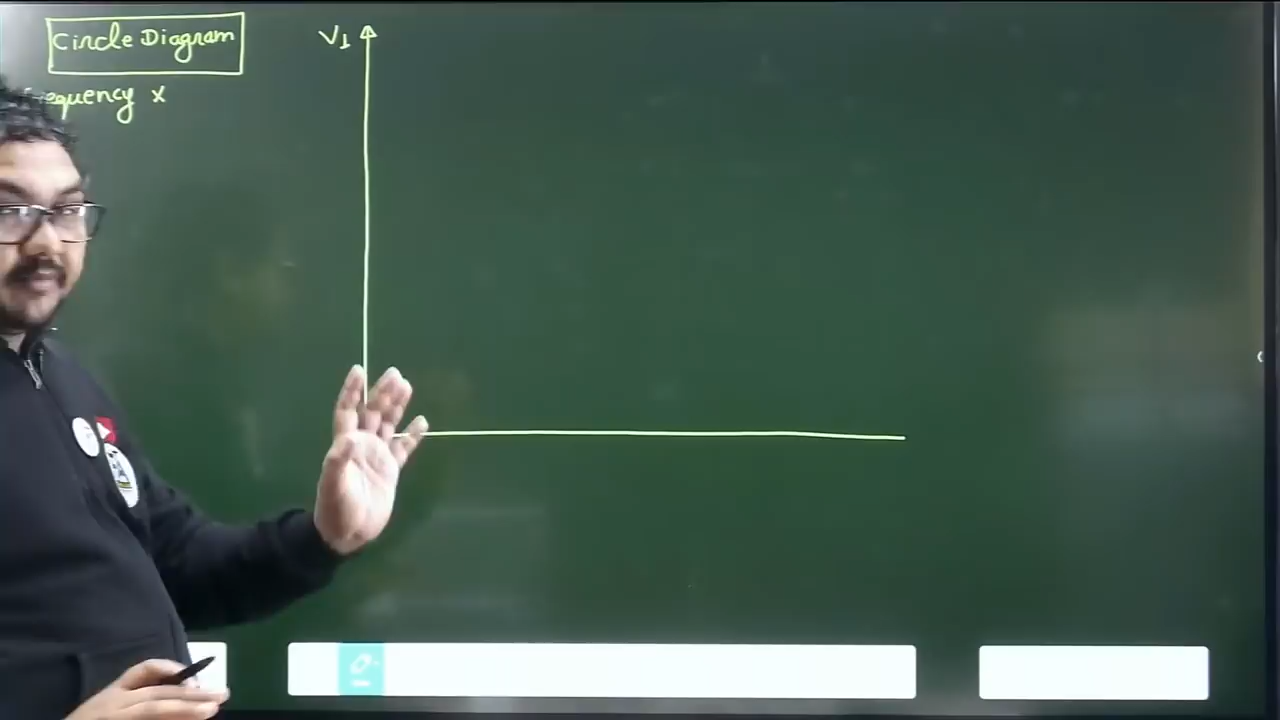 Circle Diagram
equency x
V₁